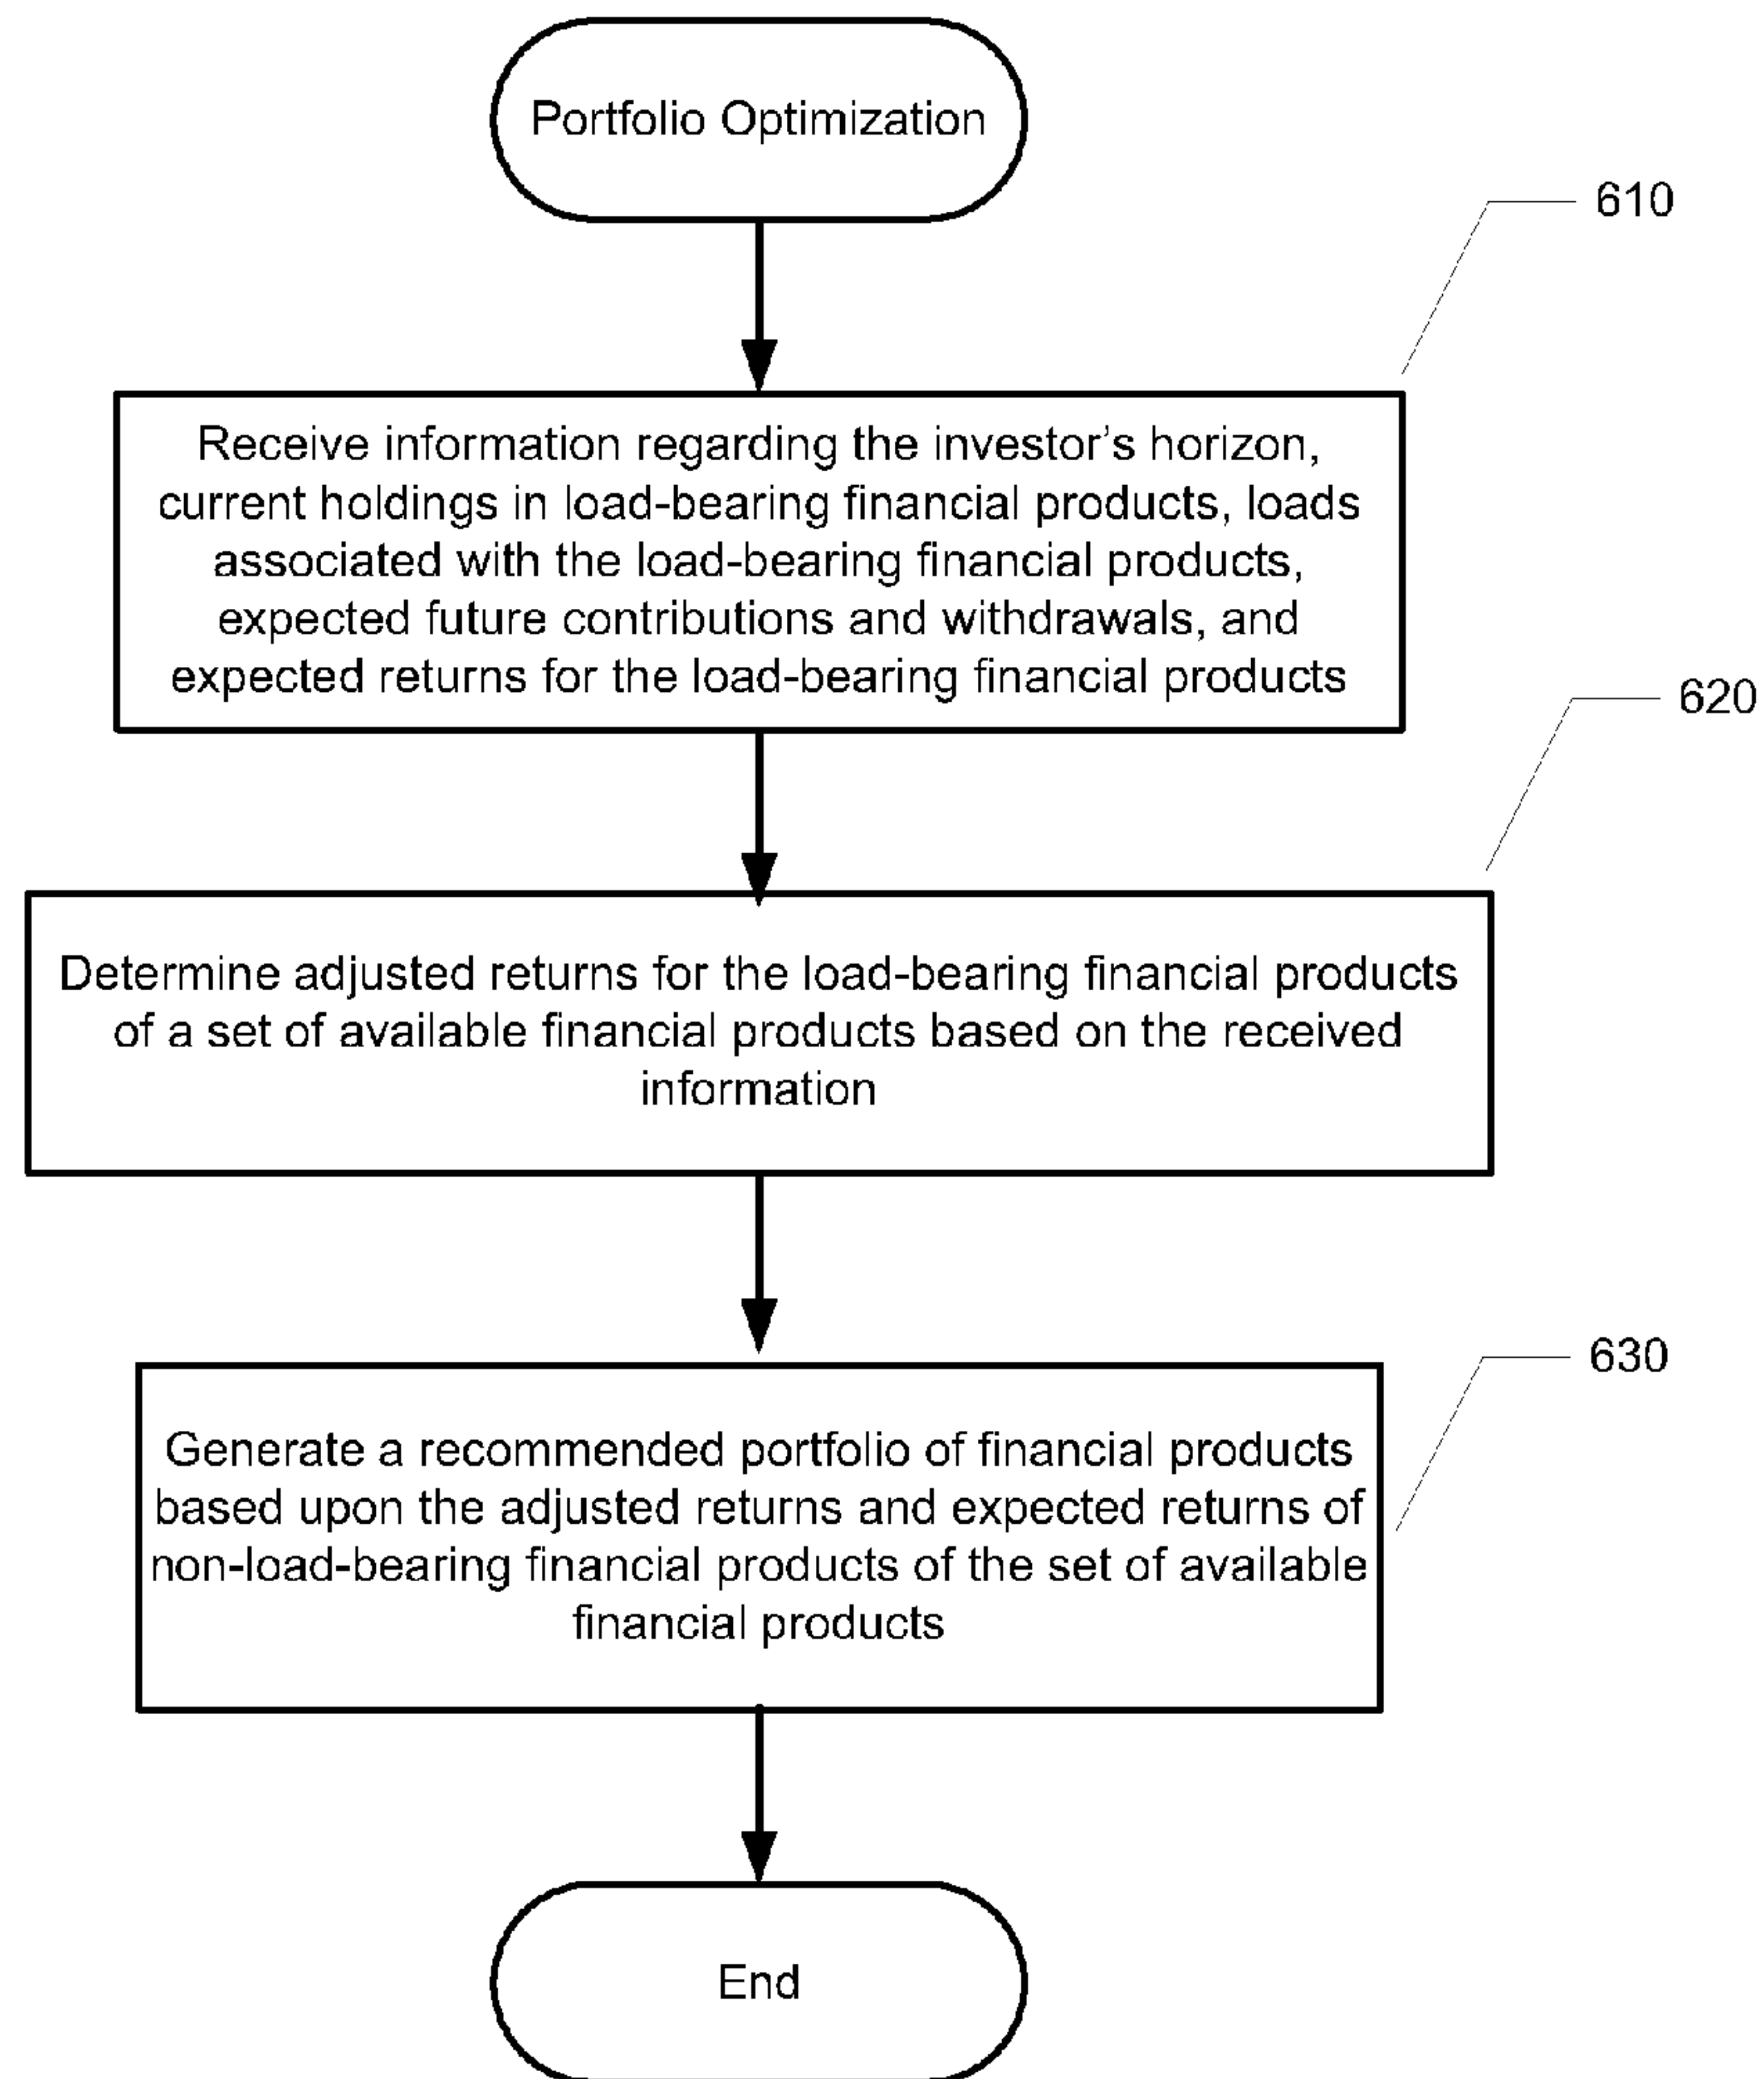 Portfolio Optimization
610
Receive information regarding the investor's horizon,
current holdings in load-bearing financial products, loads
associated with the load-bearing financial products,
expected future contributions and withdrawals, and
expected returns for the load-bearing financial products
620
Determine adjusted returns for the load-bearing financial products
of a set of available financial products based on the received
information
630
Generate a recommended portfolio of financial products
based upon the adjusted returns and expected returns of
non-load-bearing financial products of the set of available
financial products
End